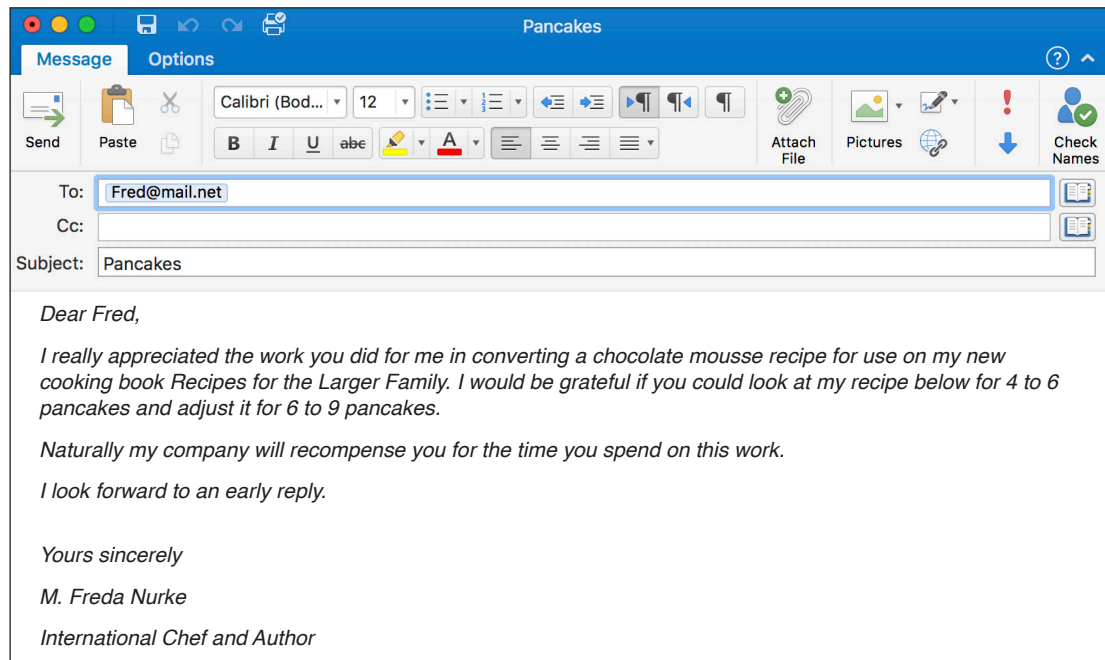 Pancakes
Message Options
Calibri (Bod... 12
B I U abc A
Send Paste Attach File Pictures Check Names
To: Fred@mail.net
Cc:
Subject: Pancakes
Dear Fred,
I really appreciated the work you did for me in converting a chocolate mousse recipe for use on my new
cooking book Recipes for the Larger Family. I would be grateful if you could look at my recipe below for 4 to 6
pancakes and adjust it for 6 to 9 pancakes.
Naturally my company will recompense you for the time you spend on this work.
I look forward to an early reply.
Yours sincerely
M. Freda Nurke
International Chef and Author